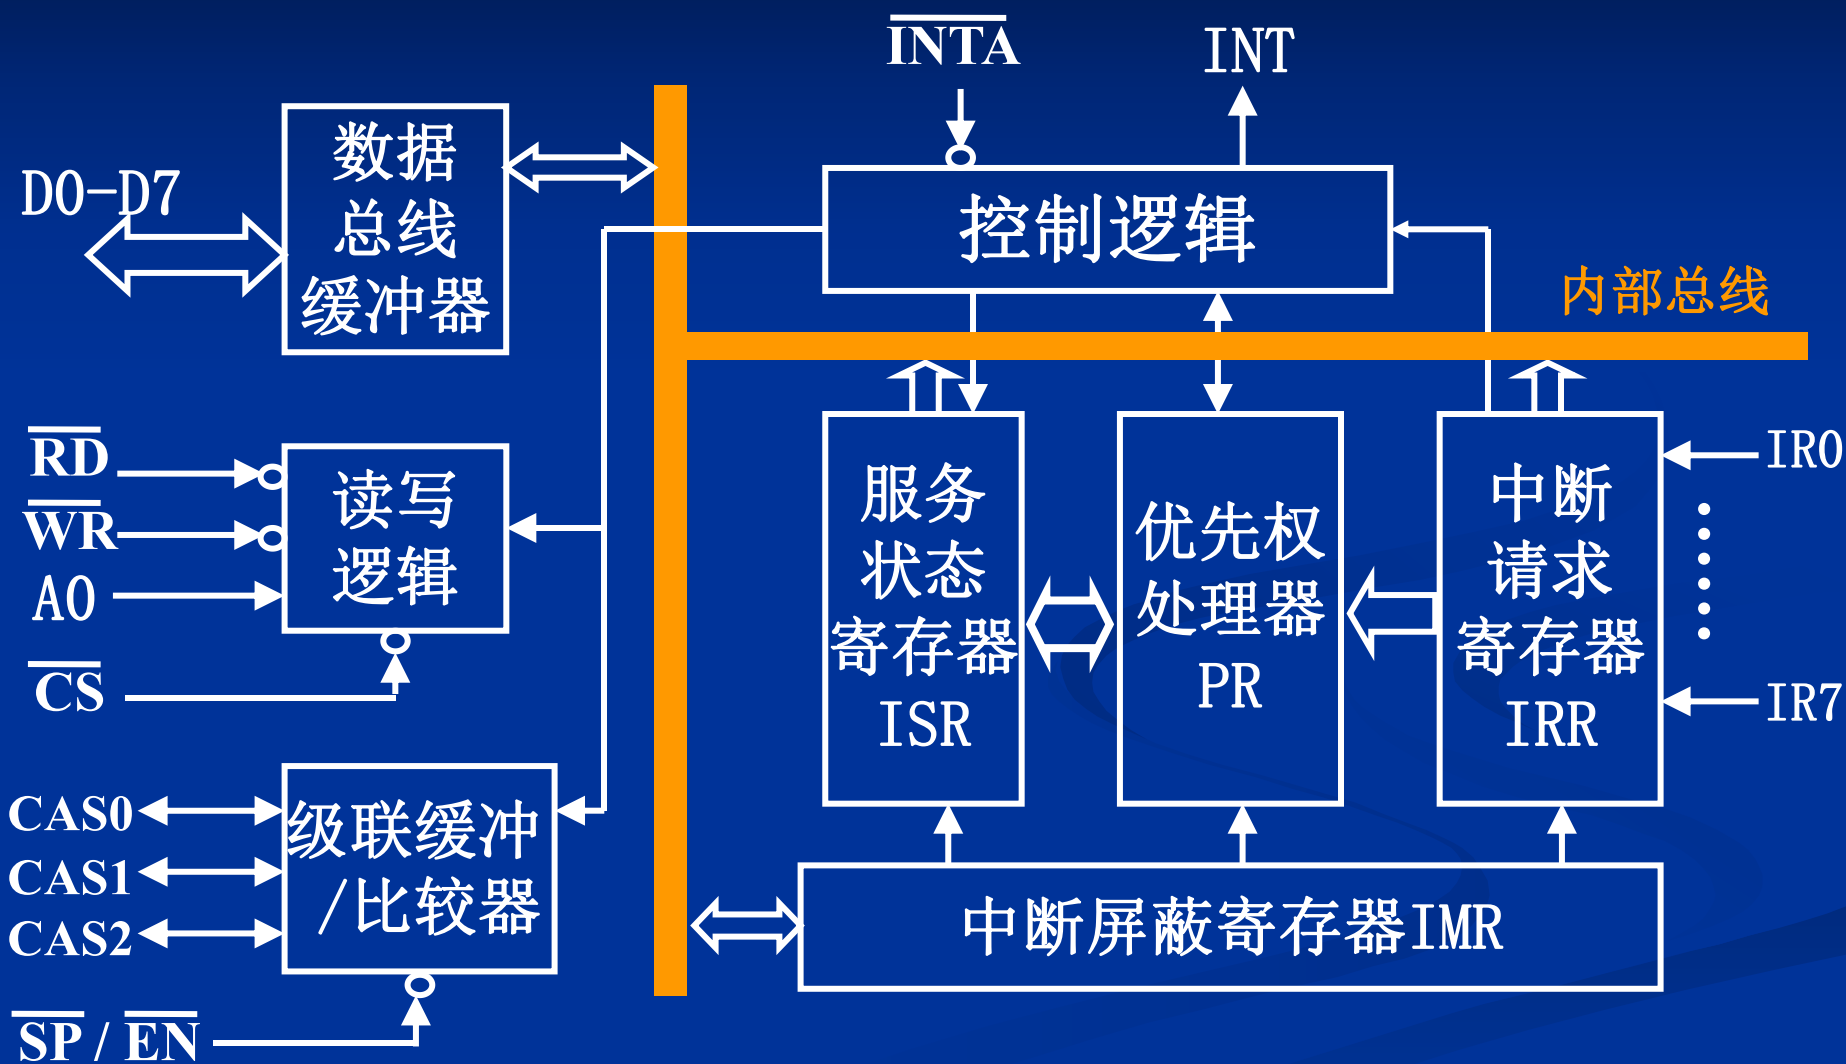 INTA
INT
D0-D7
数据
总线
缓冲器
控制逻辑
内部总线
RD
WR
A0
CS
读写
逻辑
服务
状态
寄存器
ISR
优先权
处理器
PR
中断
请求
寄存器
IRR
IR0
IR7
CAS0
CAS1
CAS2
级联缓冲
/比较器
中断屏蔽寄存器IMR
SP / EN